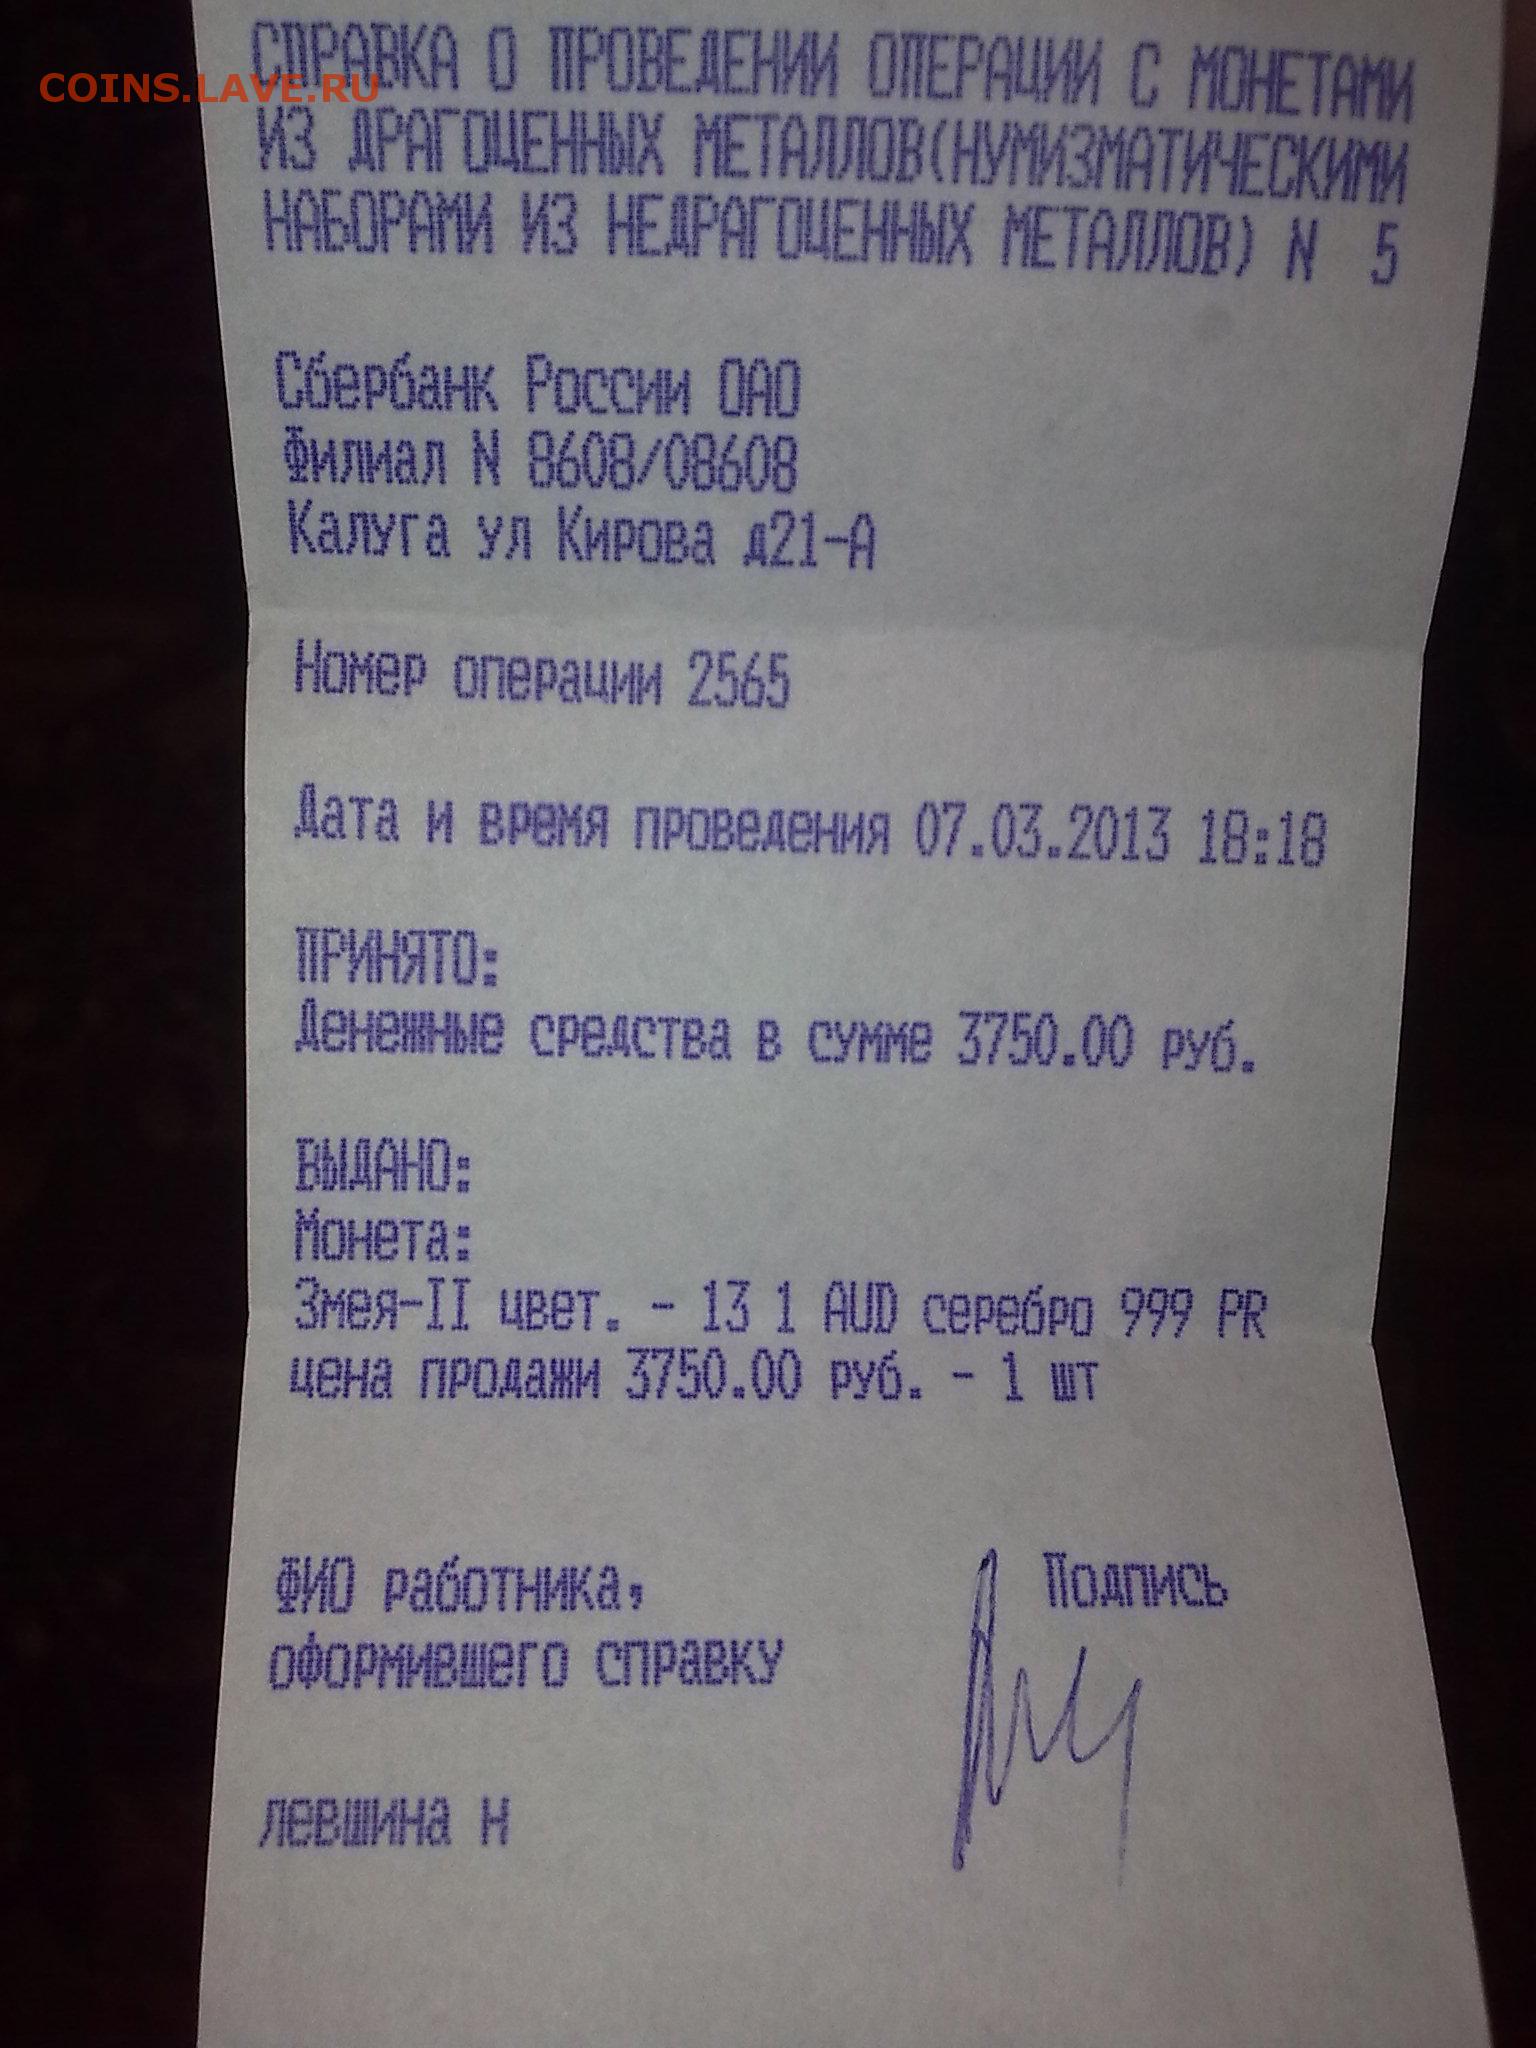 СПРАВКА О ПРОВЕДЕНИИ ОПЕРАЦИИ С МОНЕТАМИ
COINS.LAVE.RU
ИЗ ДРАГОЦЕННЫХ МЕТАЛЛОВ(НУМИЗМАТИЧЕСКИМИ
НАБОРАМИ ИЗ НЕДРАГОЦЕННЫХ МЕТАЛЛОВ) N 5
Сбербанк России ОАО
Филиал N 8608/08608
Калуга ул Кирова д21-А
Номер операции 2565
Дата и время проведения 07.03.2013 18:18
ПРИНЯТО:
Денежные средства в сумме 3750.00 руб.
ВЫДАНО:
Монета:
Змея-II цвет. - 13 1 AUD серебро 999 PR
цена продажи 3750.00 руб. - 1 шт
ФИО работника, Подпись
оформившего справку
левшина н